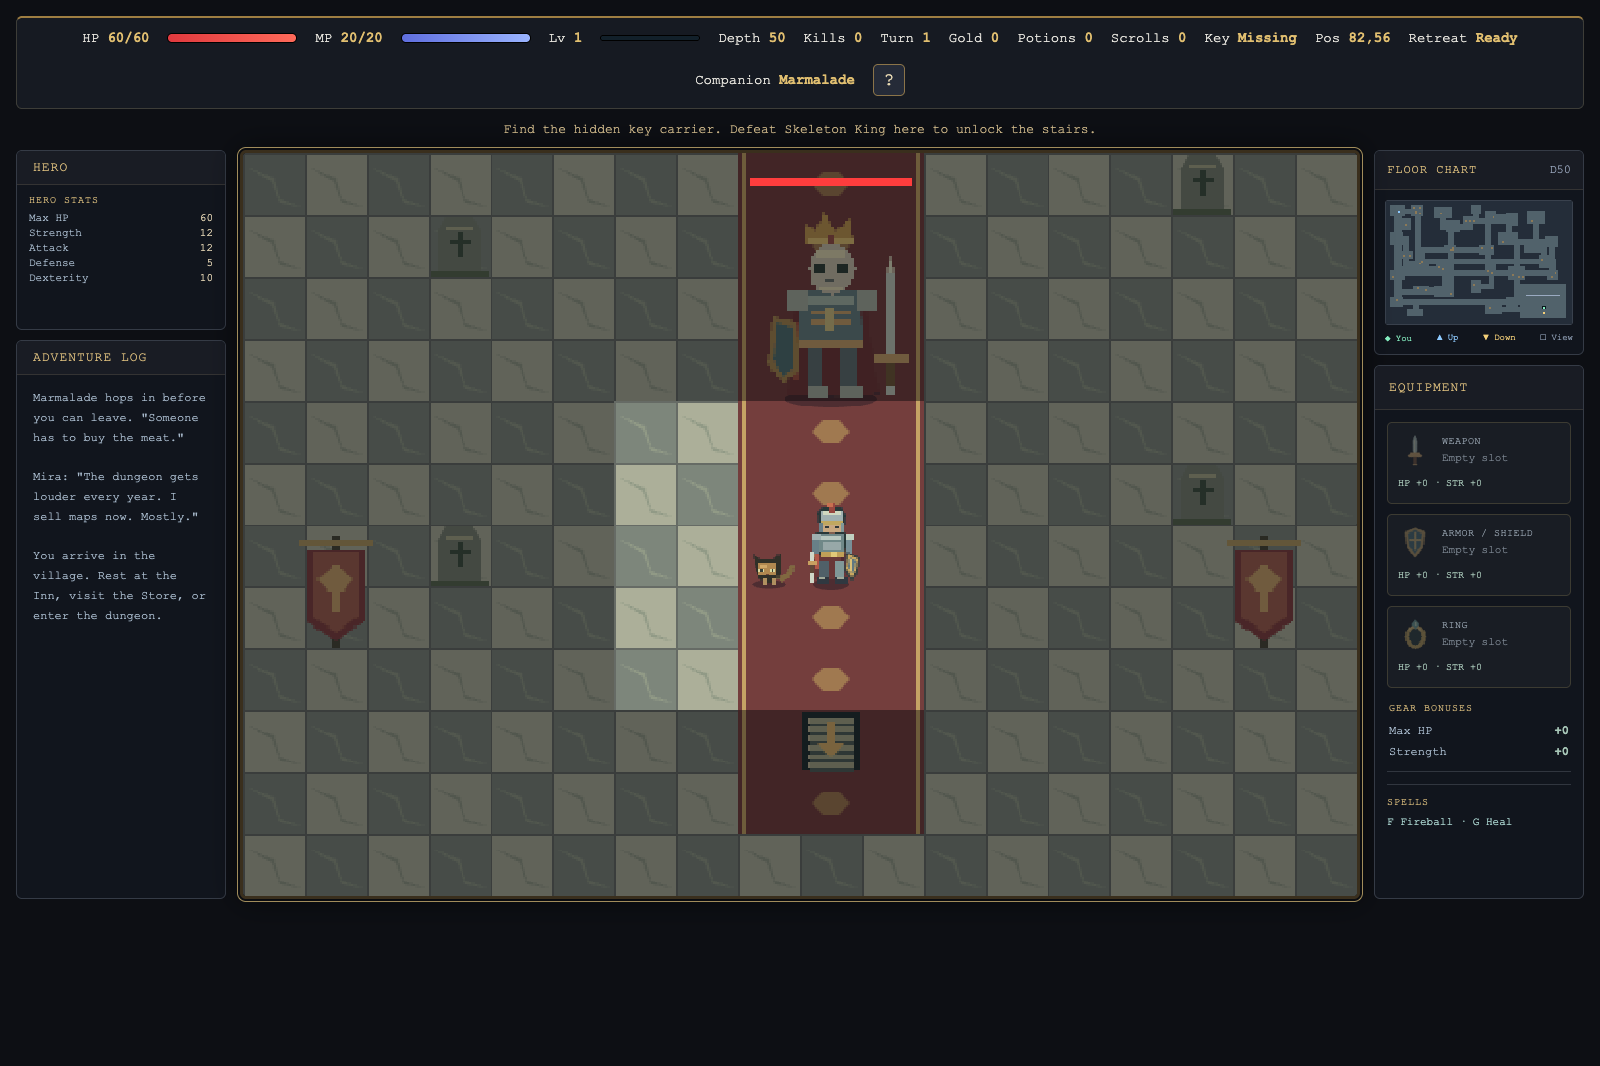 HP 60/60 MP 20/20 Lv 1 Depth 50 Kills 0 Turn 1 Gold 0 Potions 0 Scrolls 0 Key Missing Pos 82,56 Retreat Ready
Companion Marmalade ?
Find the hidden key carrier. Defeat Skeleton King here to unlock the stairs.
HERO
HERO STATS
Max HP 60
Strength 12
Attack 12
Defense 5
Dexterity 10
ADVENTURE LOG
Marmalade hops in before
you can leave. "Someone
has to buy the meat."
Mira: "The dungeon gets
louder every year. I
sell maps now. Mostly."
You arrive in the
village. Rest at the
Inn, visit the Store, or
enter the dungeon.
FLOOR CHART D50
◆ You ▲ Up ▼ Down □ View
EQUIPMENT
WEAPON
Empty slot
HP +0 · STR +0
ARMOR / SHIELD
Empty slot
HP +0 · STR +0
RING
Empty slot
HP +0 · STR +0
GEAR BONUSES
Max HP +0
Strength +0
SPELLS
F Fireball · G Heal